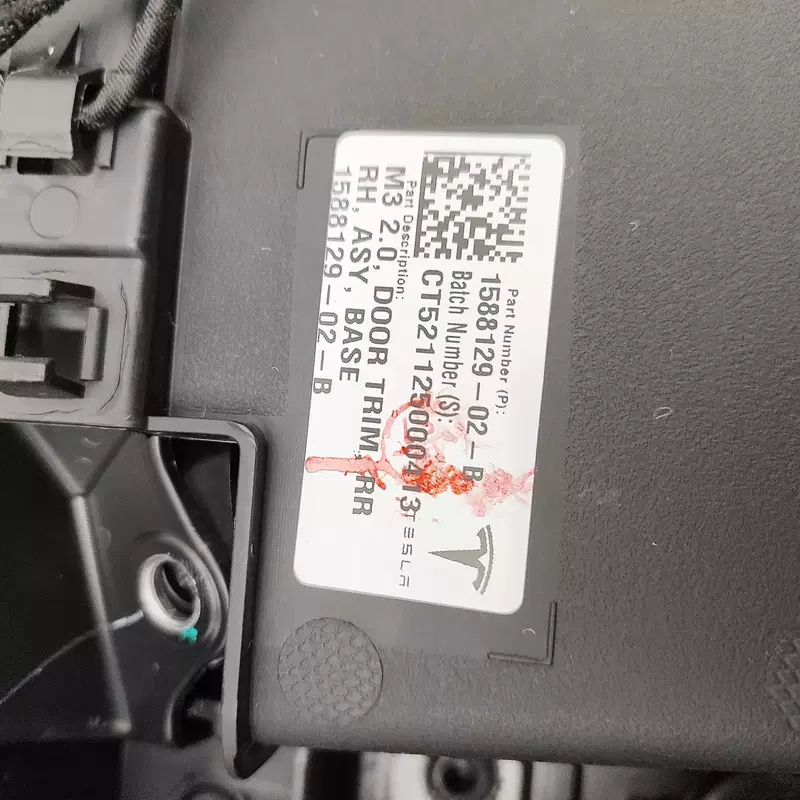 Part Number (P):
1588129-02-B
Batch Number (S):
CT521125000413
Part Description:
M3 2.0, DOOR TRIM, RR
RH, ASY, BASE
1588129-02-B
TESLA